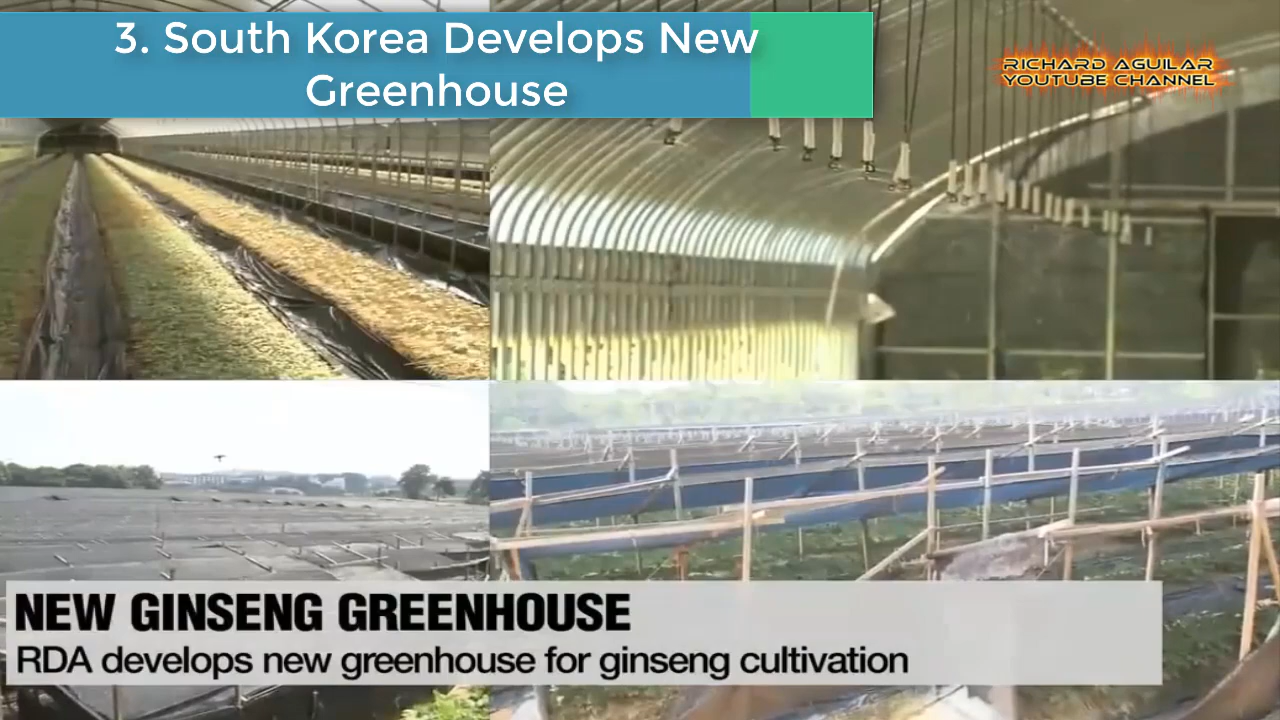 3. South Korea Develops New
Greenhouse
RICHARD AGUILAR
YOUTUBE CHANNEL
NEW GINSENG GREENHOUSE
RDA develops new greenhouse for ginseng cultivation